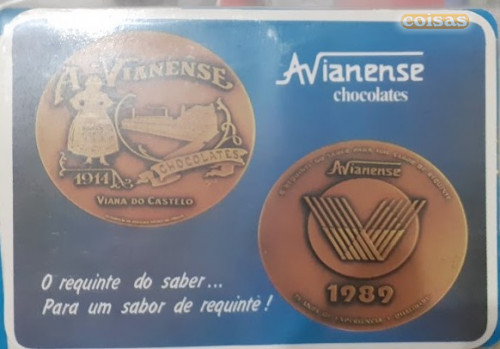 coisas
A VIANENSE
1914
CHOCOLATES
VIANA DO CASTELO
Avianense
chocolates
Avianense
1989
O requinte do saber...
Para um sabor de requinte!